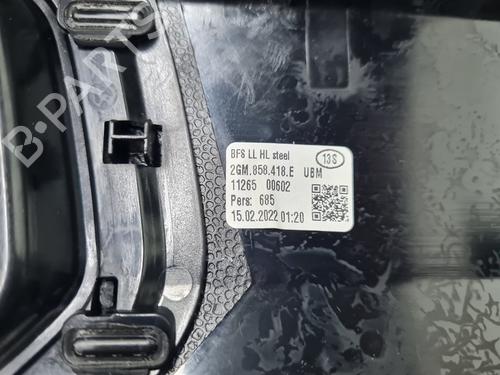 BFS LL HL steel 13S
2GM.858.418.E UBM
11265 00602
Pers: 685
15.02.2022 01:20
B-Parts